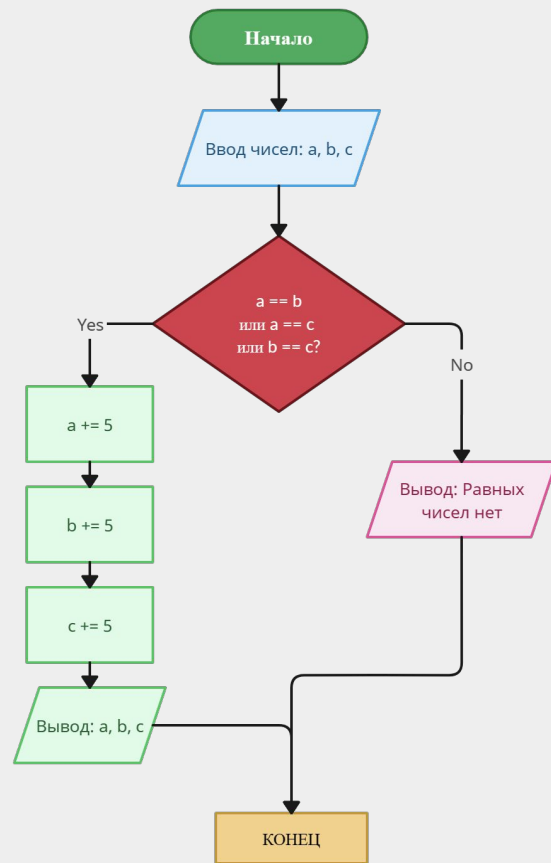 Начало
Ввод чисел: a, b, c
a == b
или a == c
или b == c?
Yes
No
a += 5
b += 5
c += 5
Вывод: a, b, c
Вывод: Равных
чисел нет
КОНЕЦ